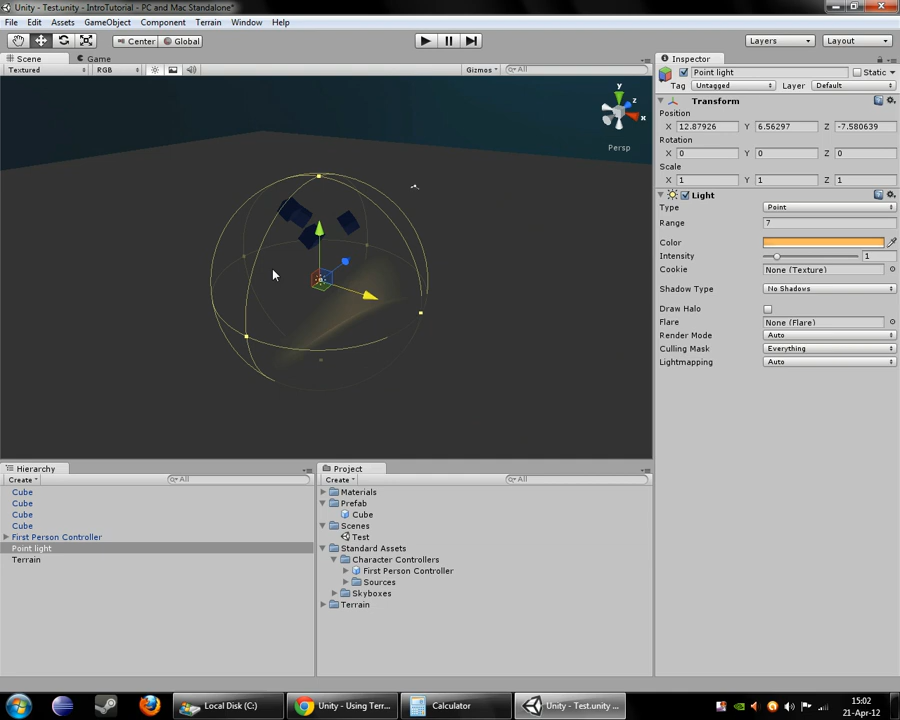 Unity - Test.unity - IntroTutorial - PC and Mac Standalone*
File Edit Assets GameObject Component Terrain Window Help
Center Global Layers Layout
Scene Game
Textured RGB Gizmos All
y
z
x
Persp
Inspector
Point light Static
Tag Untagged Layer Default
Transform
Position
X 12.87926 Y 6.56297 Z -7.580639
Rotation
X 0 Y 0 Z 0
Scale
X 1 Y 1 Z 1
Light
Type Point
Range 7
Color
Intensity 1
Cookie None (Texture)
Shadow Type No Shadows
Draw Halo
Flare None (Flare)
Render Mode Auto
Culling Mask Everything
Lightmapping Auto
Hierarchy
Create All
Cube
Cube
Cube
Cube
First Person Controller
Point light
Terrain
Project
Create All
Materials
Prefab
Cube
Scenes
Test
Standard Assets
Character Controllers
First Person Controller
Sources
Skyboxes
Terrain
Local Disk (C:) Unity - Using Terr... Calculator Unity - Test.unity ...
15:02
21-Apr-12